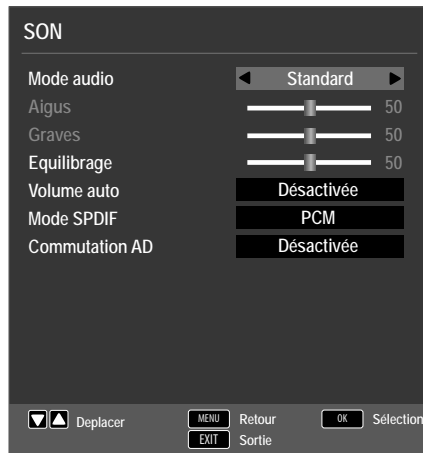 SON
Mode audio Standard
Aigus 50
Graves 50
Equilibrage 50
Volume auto Désactivée
Mode SPDIF PCM
Commutation AD Désactivée
Deplacer MENU Retour OK Sélection
EXIT Sortie